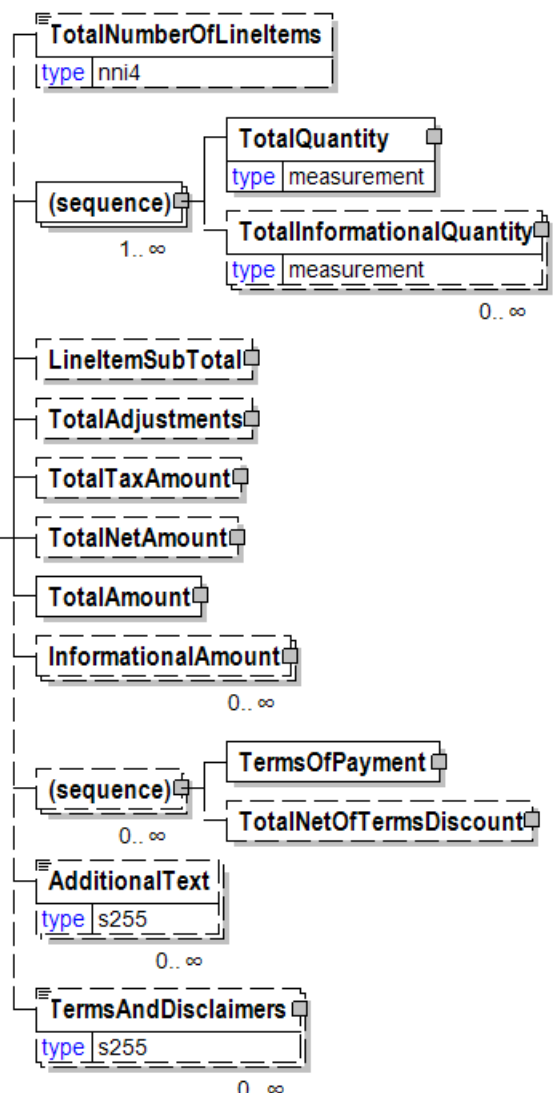 TotalNumberOfLineItems
type nni4
TotalQuantity
type measurement
(sequence)
1.. ∞
TotalInformationalQuantity
type measurement
0.. ∞
LineItemSubTotal
TotalAdjustments
TotalTaxAmount
TotalNetAmount
TotalAmount
InformationalAmount
0.. ∞
TermsOfPayment
(sequence)
0.. ∞
TotalNetOfTermsDiscount
AdditionalText
type s255
0.. ∞
TermsAndDisclaimers
type s255
0.. ∞